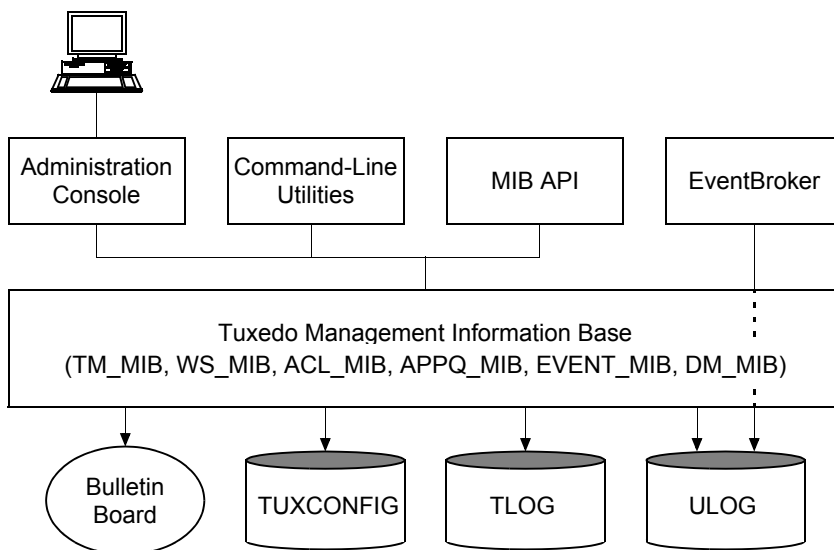 Administration
Console
Command-Line
Utilities
MIB API
EventBroker
Tuxedo Management Information Base
(TM_MIB, WS_MIB, ACL_MIB, APPQ_MIB, EVENT_MIB, DM_MIB)
Bulletin
Board
TUXCONFIG
TLOG
ULOG